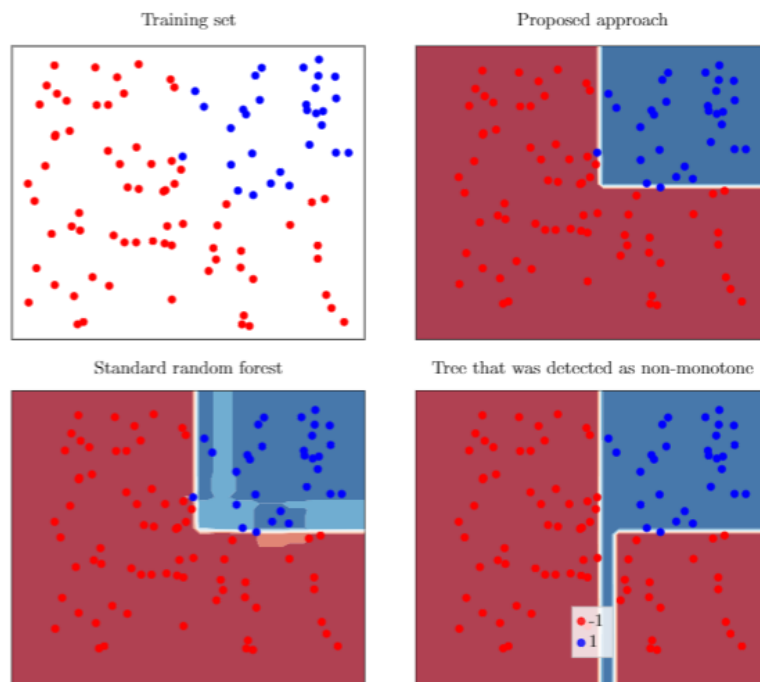 Training set
Proposed approach
Standard random forest
Tree that was detected as non-monotone
-1
1